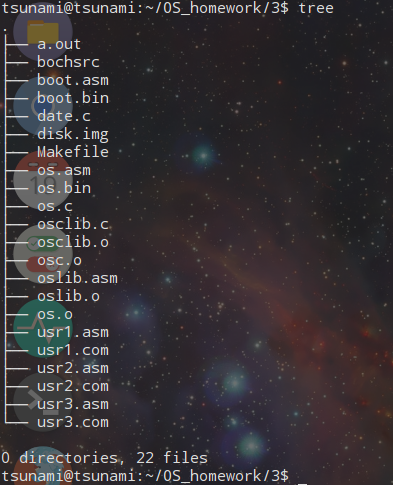 tsunami@tsunami:~/OS_homework/3$ tree
.
├── a.out
├── bochsrc
├── boot.asm
├── boot.bin
├── date.c
├── disk.img
├── Makefile
├── os.asm
├── os.bin
├── os.c
├── osclib.c
├── osclib.o
├── osc.o
├── oslib.asm
├── oslib.o
├── os.o
├── usr1.asm
├── usr1.com
├── usr2.asm
├── usr2.com
├── usr3.asm
└── usr3.com
0 directories, 22 files
tsunami@tsunami:~/OS_homework/3$